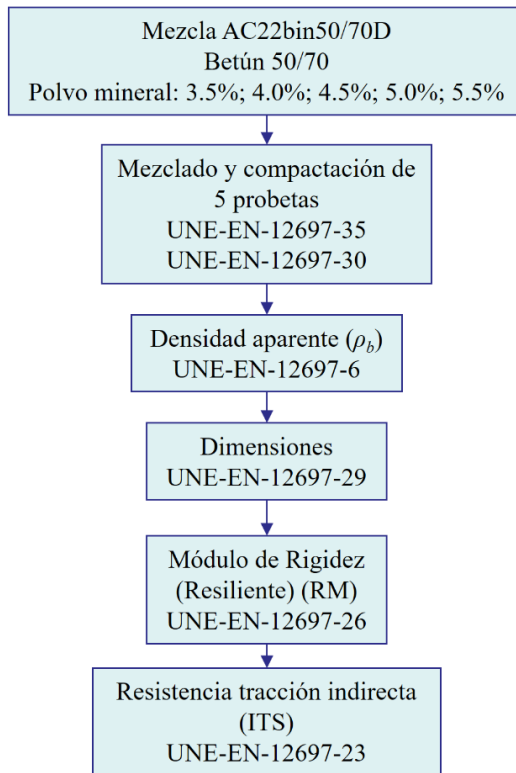 Mezcla AC22bin50/70D
Betún 50/70
Polvo mineral: 3.5%; 4.0%; 4.5%; 5.0%; 5.5%
Mezclado y compactación de
5 probetas
UNE-EN-12697-35
UNE-EN-12697-30
Densidad aparente (ρb)
UNE-EN-12697-6
Dimensiones
UNE-EN-12697-29
Módulo de Rigidez
(Resiliente) (RM)
UNE-EN-12697-26
Resistencia tracción indirecta
(ITS)
UNE-EN-12697-23